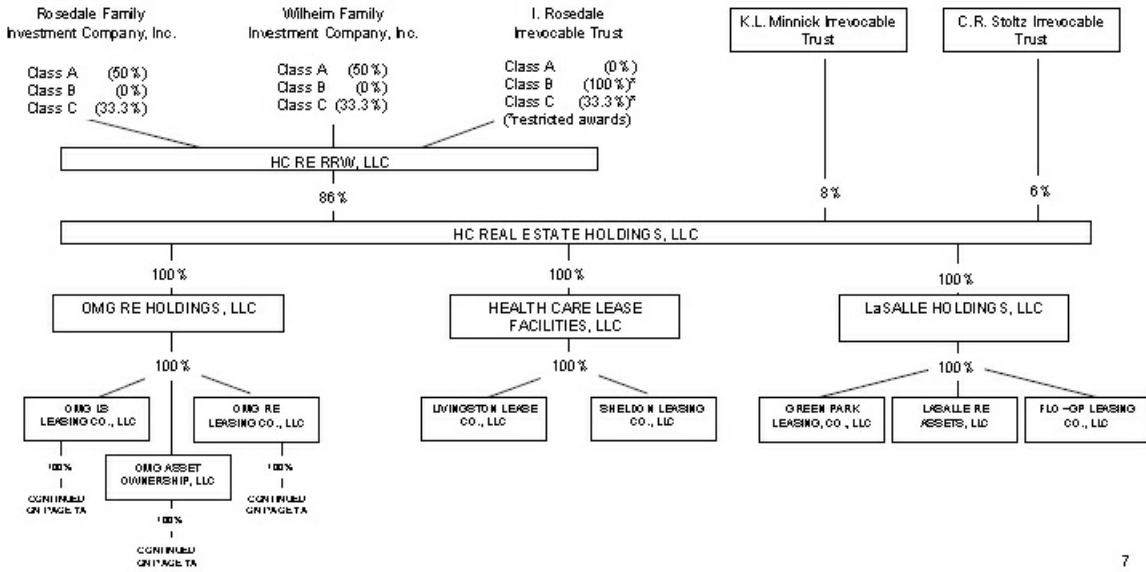 Rosedale Family
Investment Company, Inc.
Class A (50%)
Class B (0%)
Class C (33.3%)
Wilheim Family
Investment Company, Inc.
Class A (50%)
Class B (0%)
Class C (33.3%)
I. Rosedale
Irrevocable Trust
Class A (0%)
Class B (100%)*
Class C (33.3%)*
(*restricted awards)
K.L. Minnick Irrevocable
Trust
C.R. Stoltz Irrevocable
Trust
HC RE RRW, LLC
86%
8%
6%
HC REAL ESTATE HOLDINGS, LLC
100%
100%
100%
OMG RE HOLDINGS, LLC
HEALTH CARE LEASE
FACILITIES, LLC
LaSALLE HOLDINGS, LLC
100%
100%
100%
OMG LS
LEASING CO., LLC
OMG RE
LEASING CO., LLC
LIVINGSTON LEASE
CO., LLC
SHELDON LEASING
CO., LLC
GREEN PARK
LEASING, CO., LLC
LASALLE RE
ASSETS, LLC
FLO-GP LEASING
CO., LLC
100%
OMG ASSET
OWNERSHIP, LLC
100%
CONTINUED
ON PAGE 7A
CONTINUED
ON PAGE 7A
100%
CONTINUED
ON PAGE 7A
7